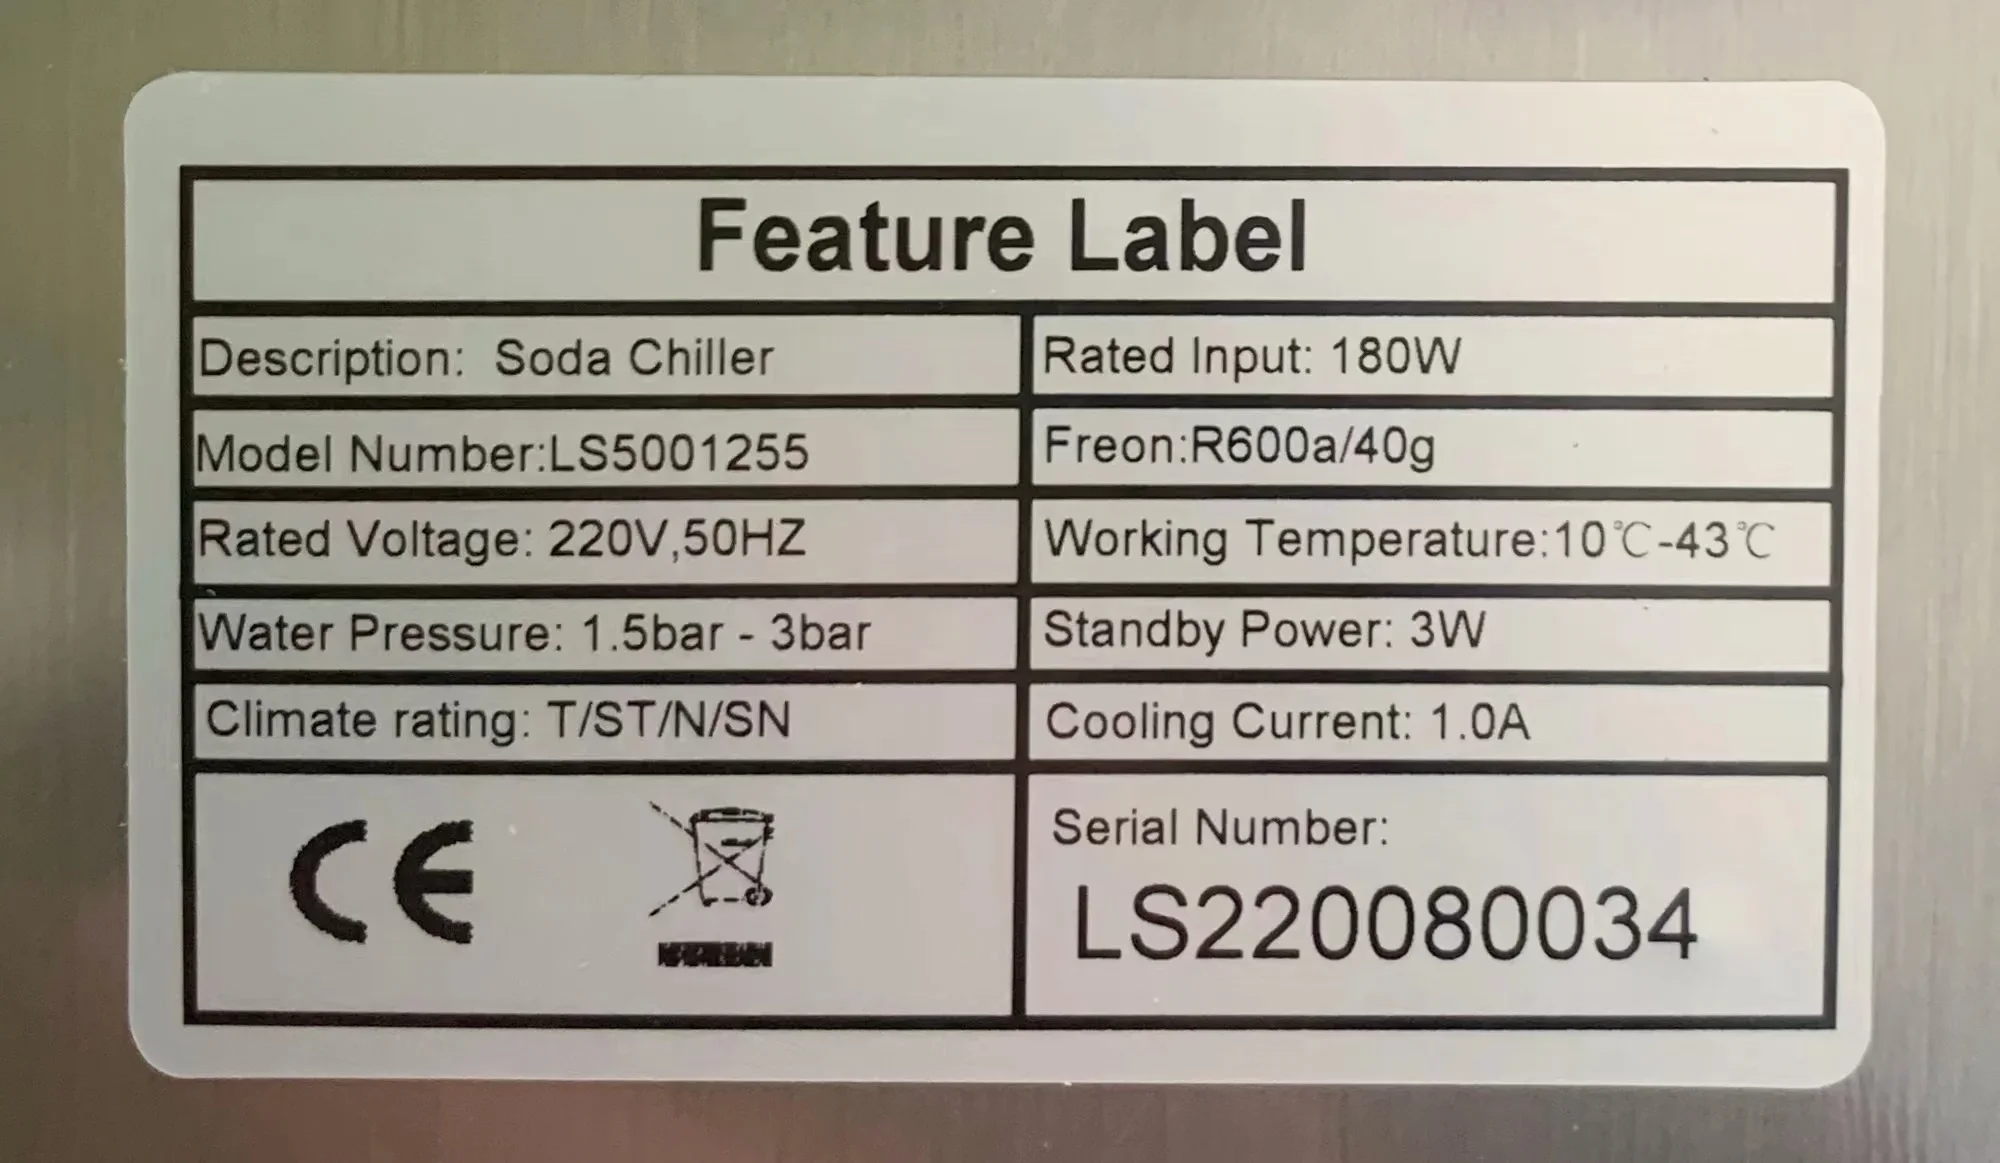 Feature Label
Description: Soda Chiller
Rated Input: 180W
Model Number:LS5001255
Freon:R600a/40g
Rated Voltage: 220V,50HZ
Working Temperature:10℃-43℃
Water Pressure: 1.5bar - 3bar
Standby Power: 3W
Climate rating: T/ST/N/SN
Cooling Current: 1.0A
CE
Serial Number:
LS220080034